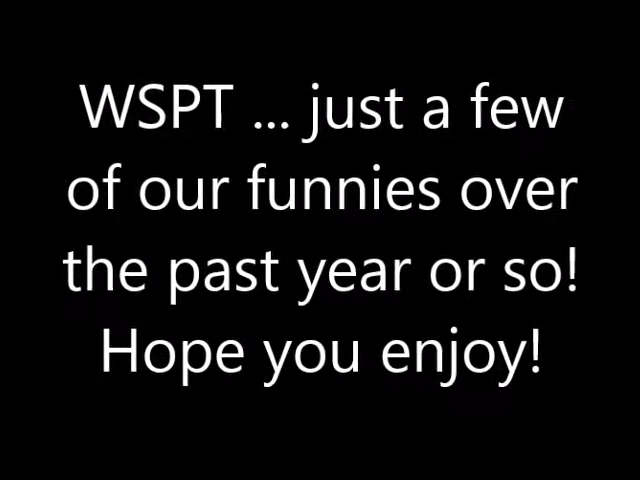 WSPT ... just a few
of our funnies over
the past year or so!
Hope you enjoy!